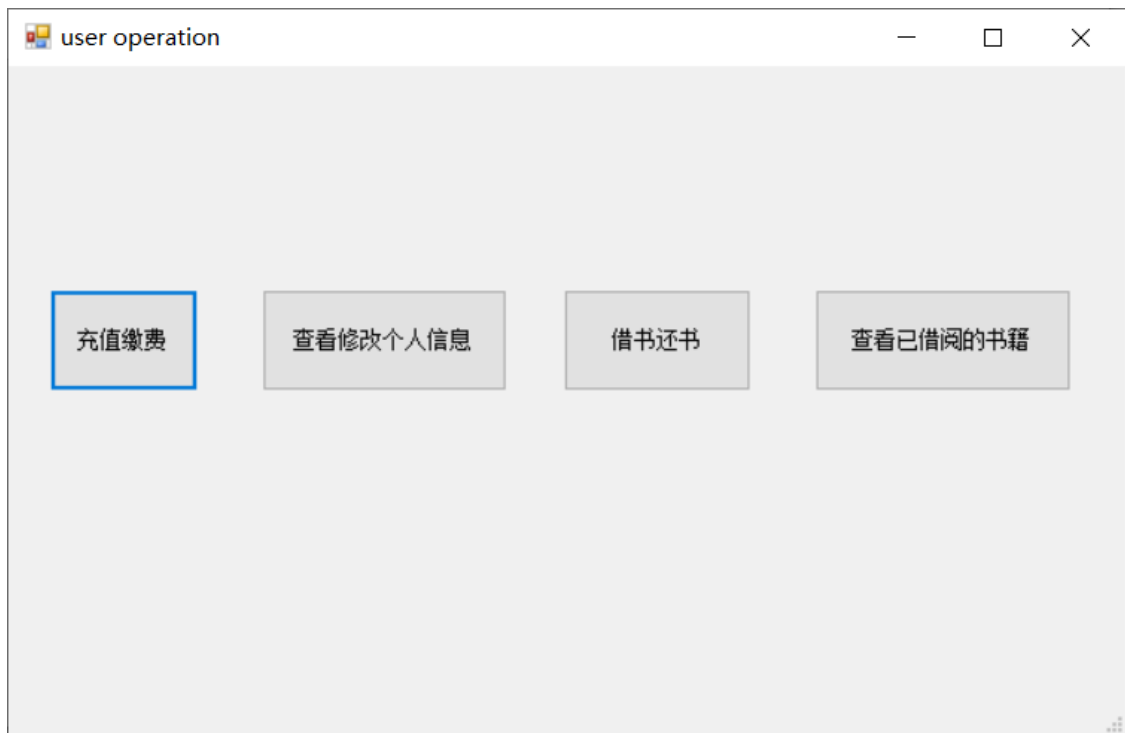 user operation
充值缴费
查看修改个人信息
借书还书
查看已借阅的书籍